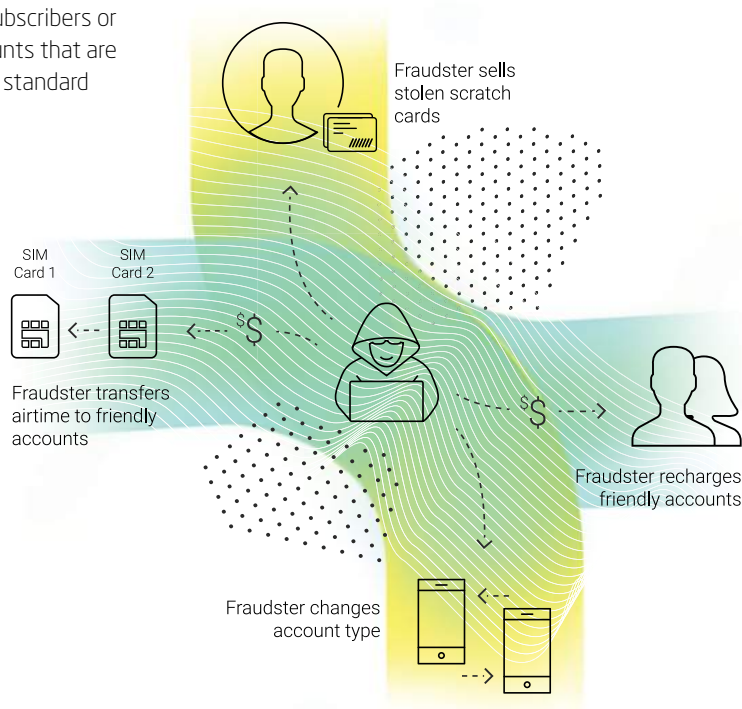 ubscribers or
unts that are
standard
Fraudster sells
stolen scratch
cards
SIM
Card 1
SIM
Card 2
$$
Fraudster transfers
airtime to friendly
accounts
$$
Fraudster recharges
friendly accounts
Fraudster changes
account type